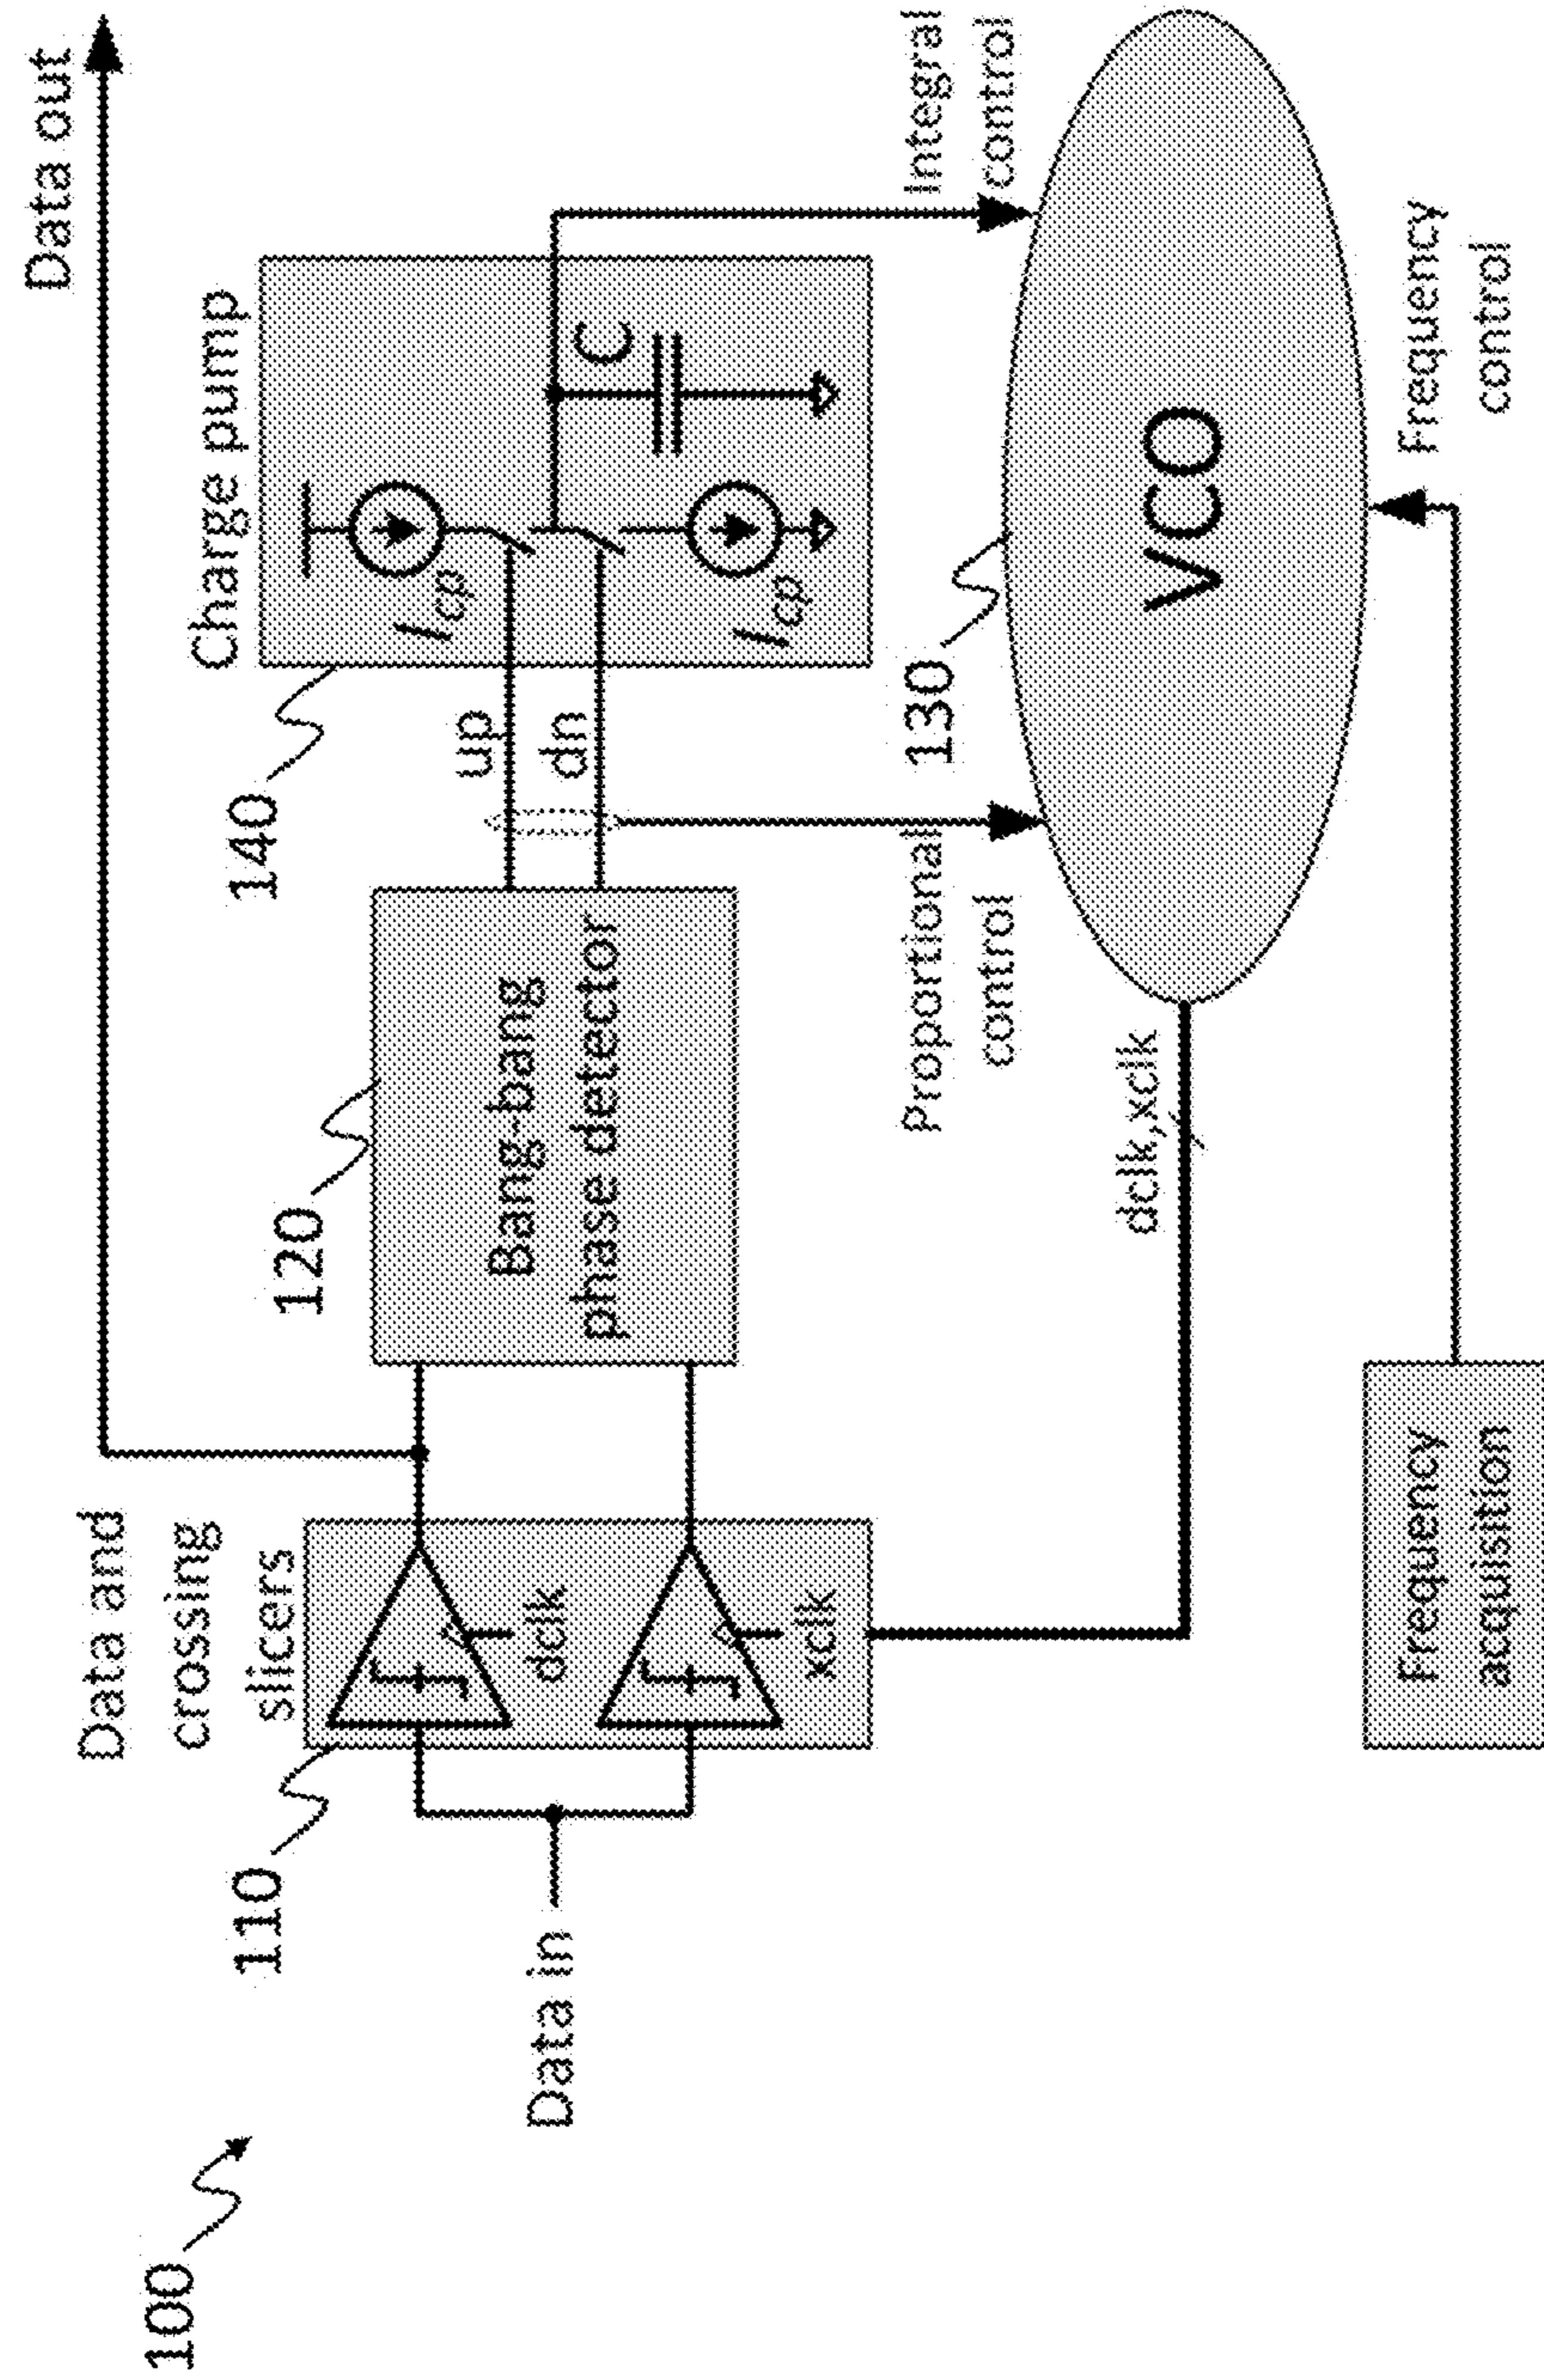 100
Data out
Data and
crossing
slicers
110
Data in
dclk
xclk
120
Bang-bang
phase detector
140
Charge pump
up
dn
Icp
Icp
C
Proportional
control
130
Integral
control
dclk,xclk
VCO
Frequency
control
Frequency
acquisition